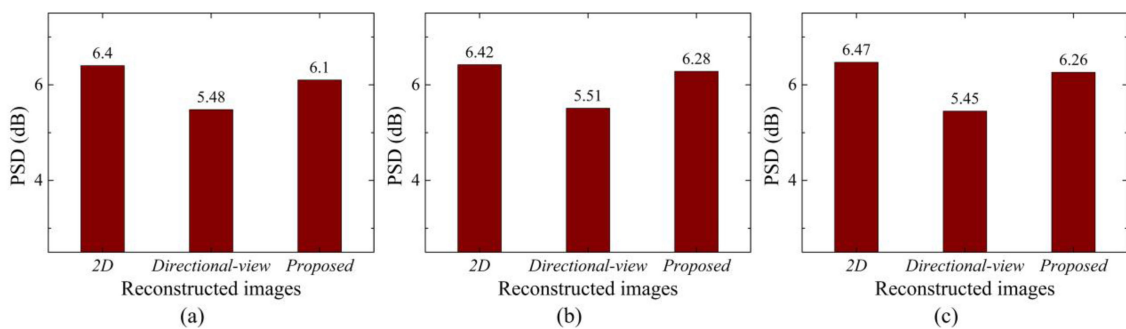 PSD (dB)
6
4
6.4
5.48
6.1
2D Directional-view Proposed
Reconstructed images
(a)
PSD (dB)
6
4
6.42
5.51
6.28
2D Directional-view Proposed
Reconstructed images
(b)
PSD (dB)
6
4
6.47
5.45
6.26
2D Directional-view Proposed
Reconstructed images
(c)